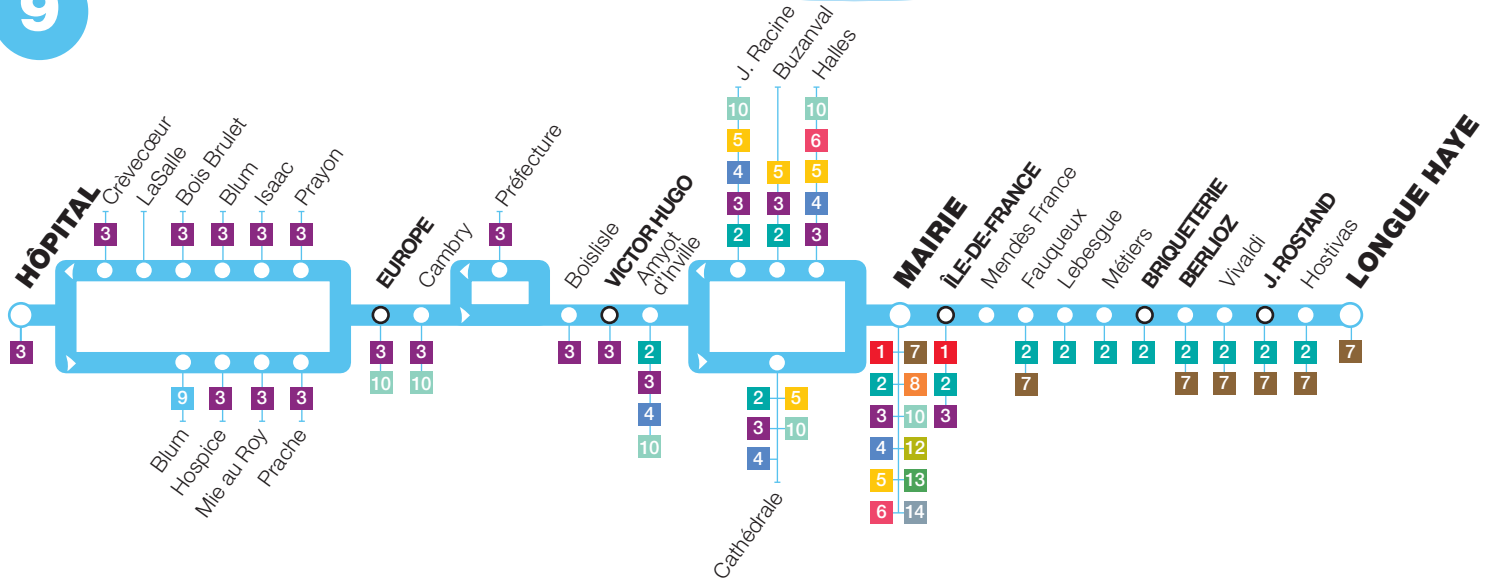 9
HÔPITAL
3
Crèvecœur
3
LaSalle
Bois Brulet
3
Blum
3
Isaac
3
Prayon
3
Blum
9
Hospice
3
Mie au Roy
3
Prache
3
EUROPE
3
10
Cambry
3
10
Préfecture
3
Boislisle
3
VICTOR HUGO
3
Amyot
d'Inville
2
3
4
10
J. Racine
10
5
4
3
2
Buzanval
5
3
2
Halles
10
6
5
4
3
2 5
3 10
4
Cathédrale
MAIRIE
1 7
2 8
3 10
4 12
5 13
6 14
ÎLE-DE-FRANCE
1
2
3
Mendès France
Fauqueux
2
7
Lebesgue
2
Métiers
2
BRIQUETTERIE
2
BERLIOZ
2
7
Vivaldi
2
7
J. ROSTAND
2
7
Hostivas
2
7
LONGUE HAYE
7